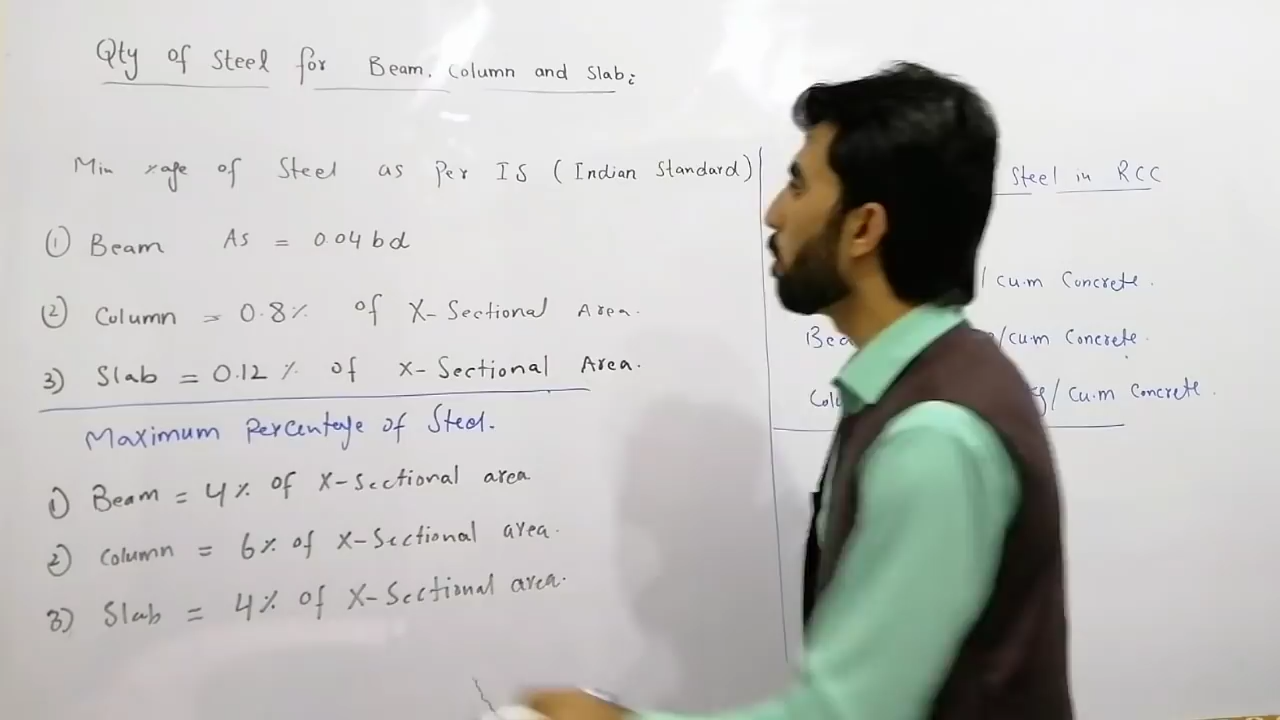 Qty of Steel for Beam, Column and Slab:
Min %age of Steel as Per IS (Indian Standard)
① Beam As = 0.04 bd
② Column = 0.8% of X-Sectional Area.
3) Slab = 0.12 % of x-Sectional Area.
Maximum Percentage of Steel.
1) Beam = 4% of X-Sectional area
2) Column = 6% of X-Sectional area.
3) Slab = 4% of X-Sectional area.
Steel in RCC
/ cu.m Concrete.
/cu.m Concrete.
/ cu.m Concrete.